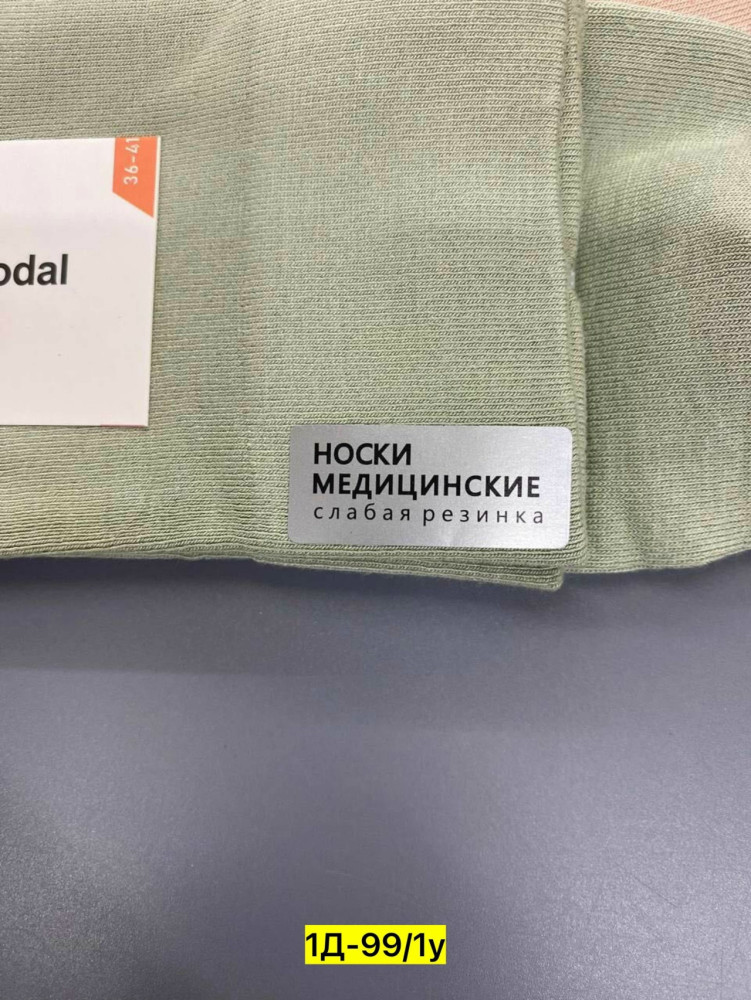 36-41
odal
НОСКИ
МЕДИЦИНСКИЕ
слабая резинка
1Д-99/1у